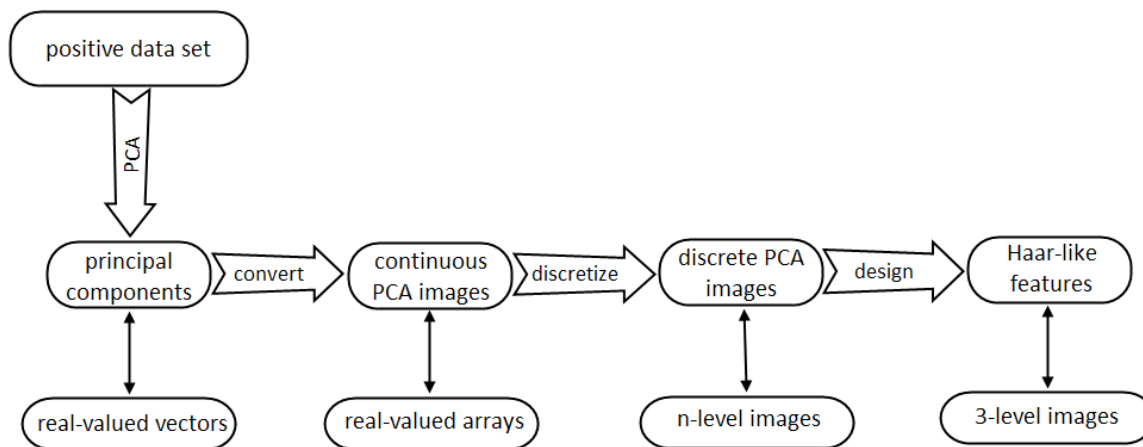 positive data set
PCA
principal
components
convert
continuous
PCA images
discretize
discrete PCA
images
design
Haar-like
features
real-valued vectors
real-valued arrays
n-level images
3-level images